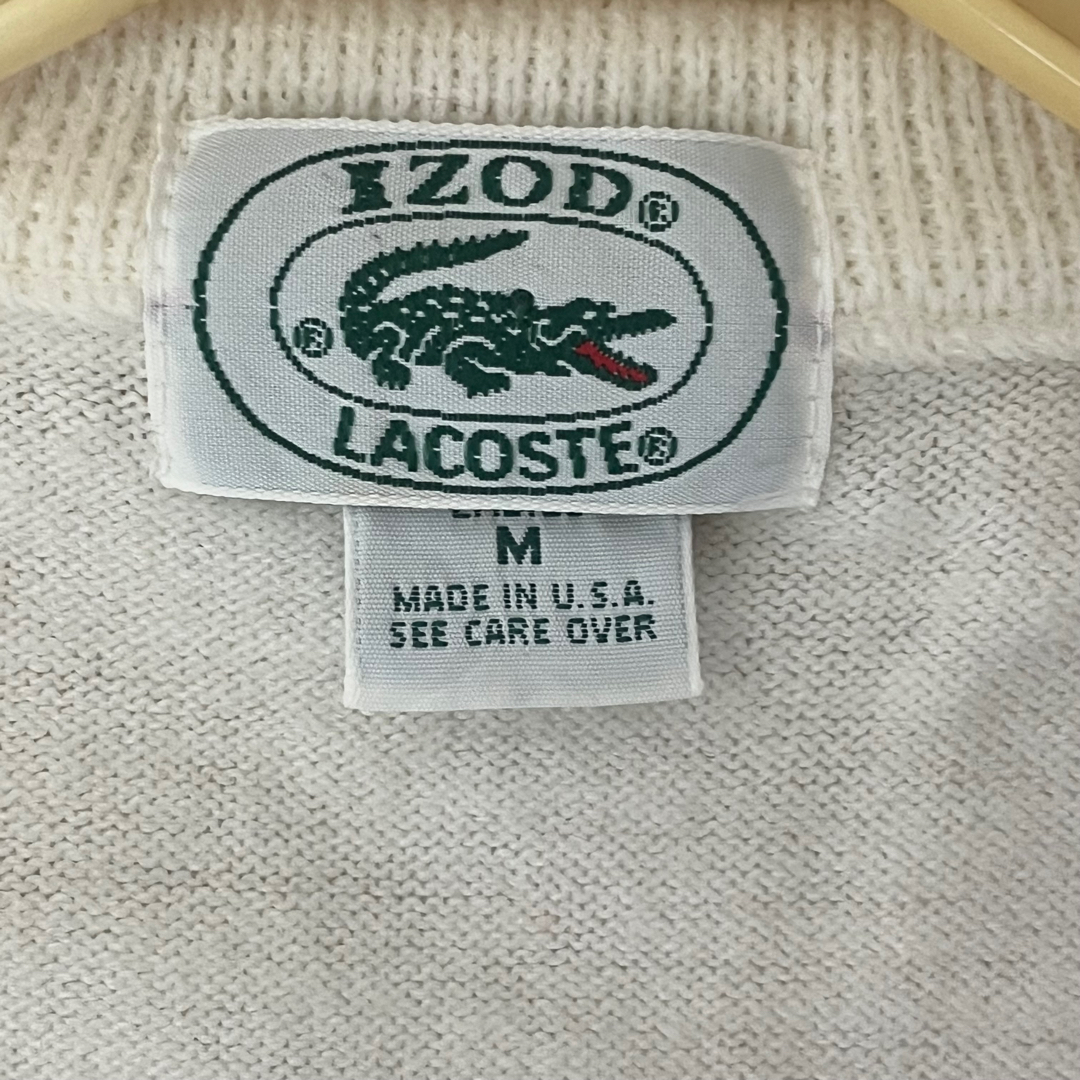 IZOD®
®
LACOSTE®
M
MADE IN U.S.A.
SEE CARE OVER